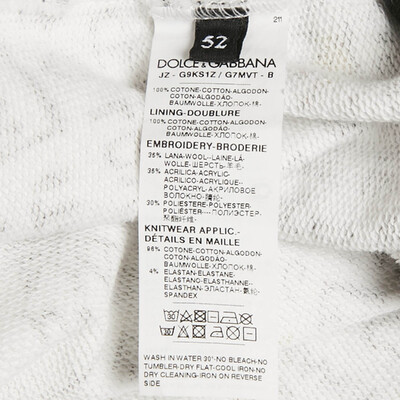 211
52
DOLCE & GABBANA
JZ - G9KS1Z / G7MVT - B
100% COTONE-COTTON-ALGODON-
COTON-ALGODÃO-
BAUMWOLLE-ХЛОПОК-棉-
LINING-DOUBLURE
100% COTONE-COTTON-ALGODON-
COTON-ALGODÃO-
BAUMWOLLE-ХЛОПОК-棉-
EMBROIDERY-BRODERIE
LANA-WOOL--LAINE-LÃ-
WOLLE-ШЕРСТЬ-羊毛-
35% ACRILICA-ACRYLIC-
ACRILICO-ACRYLIQUE-
POLYACRYL-АКРИЛОВОЕ
ВОЛОКНО-
30% POLIESTERE-POLYESTER-
POLIÉSTER----ПОЛИЭСТЕР-
KNITWEAR APPLIC.-
DÉTAILS EN MAILLE
96% COTONE-COTTON-ALGODON-
COTON-ALGODÃO-
BAUMWOLLE-ХЛОПОК-棉-
4% ELASTAN-ELASTANE-
ELASTANO-ELASTHANNE--
ELASTHAN-ЭЛАСТАН-
SPANDEX
30
30
WASH IN WATER 30°-NO BLEACH-NO
TUMBLER-DRY FLAT-COOL IRON-NO
DRY CLEANING-IRON ON REVERSE
SIDE